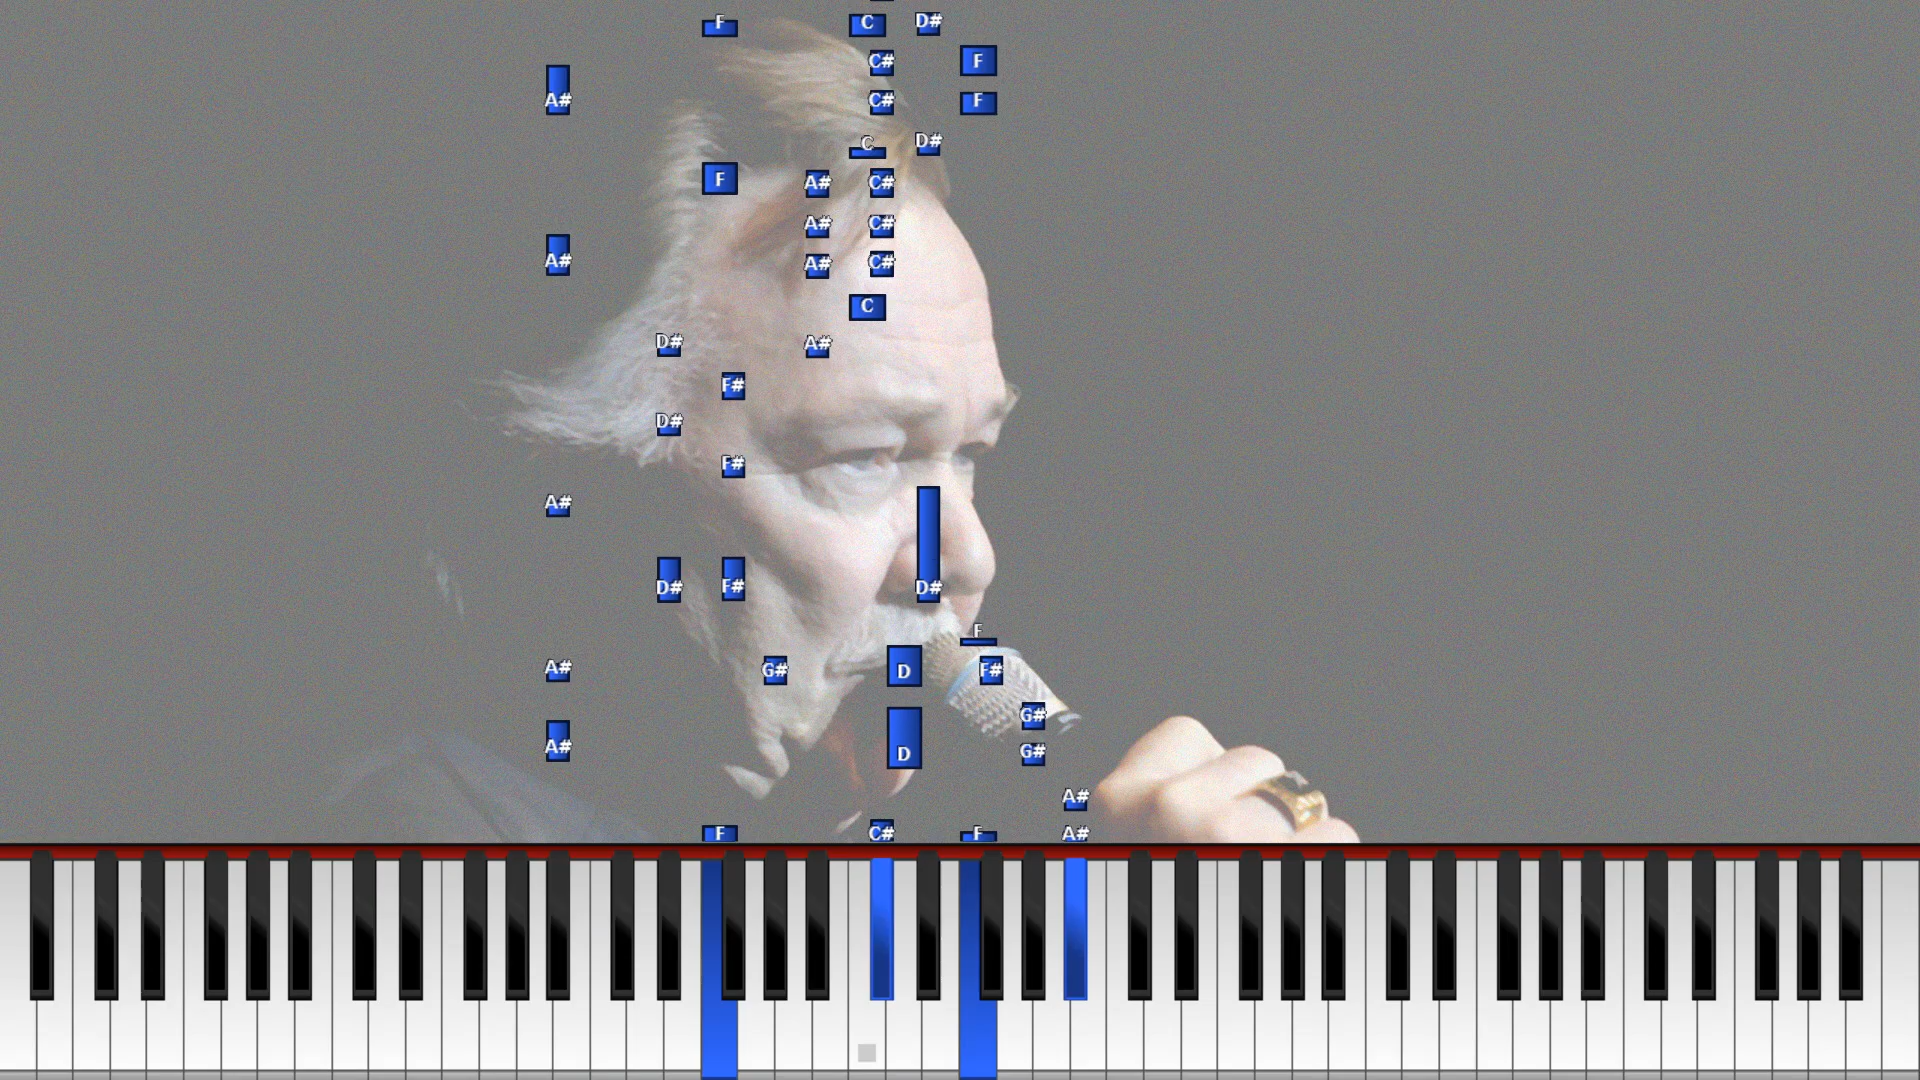 F C D#
C# F
A# C# F
C D#
F A# C#
A# C#
A# A# C#
C
D# A#
F#
D#
F#
A#
D# F# D#
F
A# G# D F#
G#
A# D G#
A#
F C# F A#